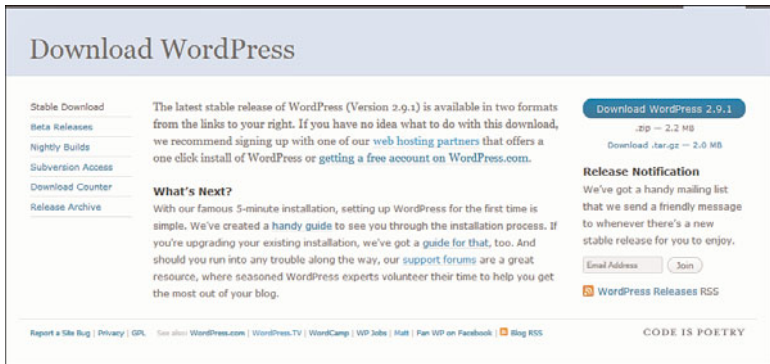 Download WordPress
Stable Download
Beta Releases
Nightly Builds
Subversion Access
Download Counter
Release Archive
The latest stable release of WordPress (Version 2.9.1) is available in two formats
from the links to your right. If you have no idea what to do with this download,
we recommend signing up with one of our web hosting partners that offers a
one click install of WordPress or getting a free account on WordPress.com.
What's Next?
With our famous 5-minute installation, setting up WordPress for the first time is
simple. We've created a handy guide to see you through the installation process. If
you're upgrading your existing installation, we've got a guide for that, too. And
should you run into any trouble along the way, our support forums are a great
resource, where seasoned WordPress experts volunteer their time to help you get
the most out of your blog.
Download WordPress 2.9.1
.zip — 2.2 MB
Download .tar.gz — 2.0 MB
Release Notification
We've got a handy mailing list
that we send a friendly message
to whenever there's a new
stable release for you to enjoy.
Email Address Join
WordPress Releases RSS
Report a Site Bug | Privacy | GPL See also: WordPress.com | WordPress.TV | WordCamp | WP Jobs | Matt | Fan WP on Facebook | Blog RSS
CODE IS POETRY